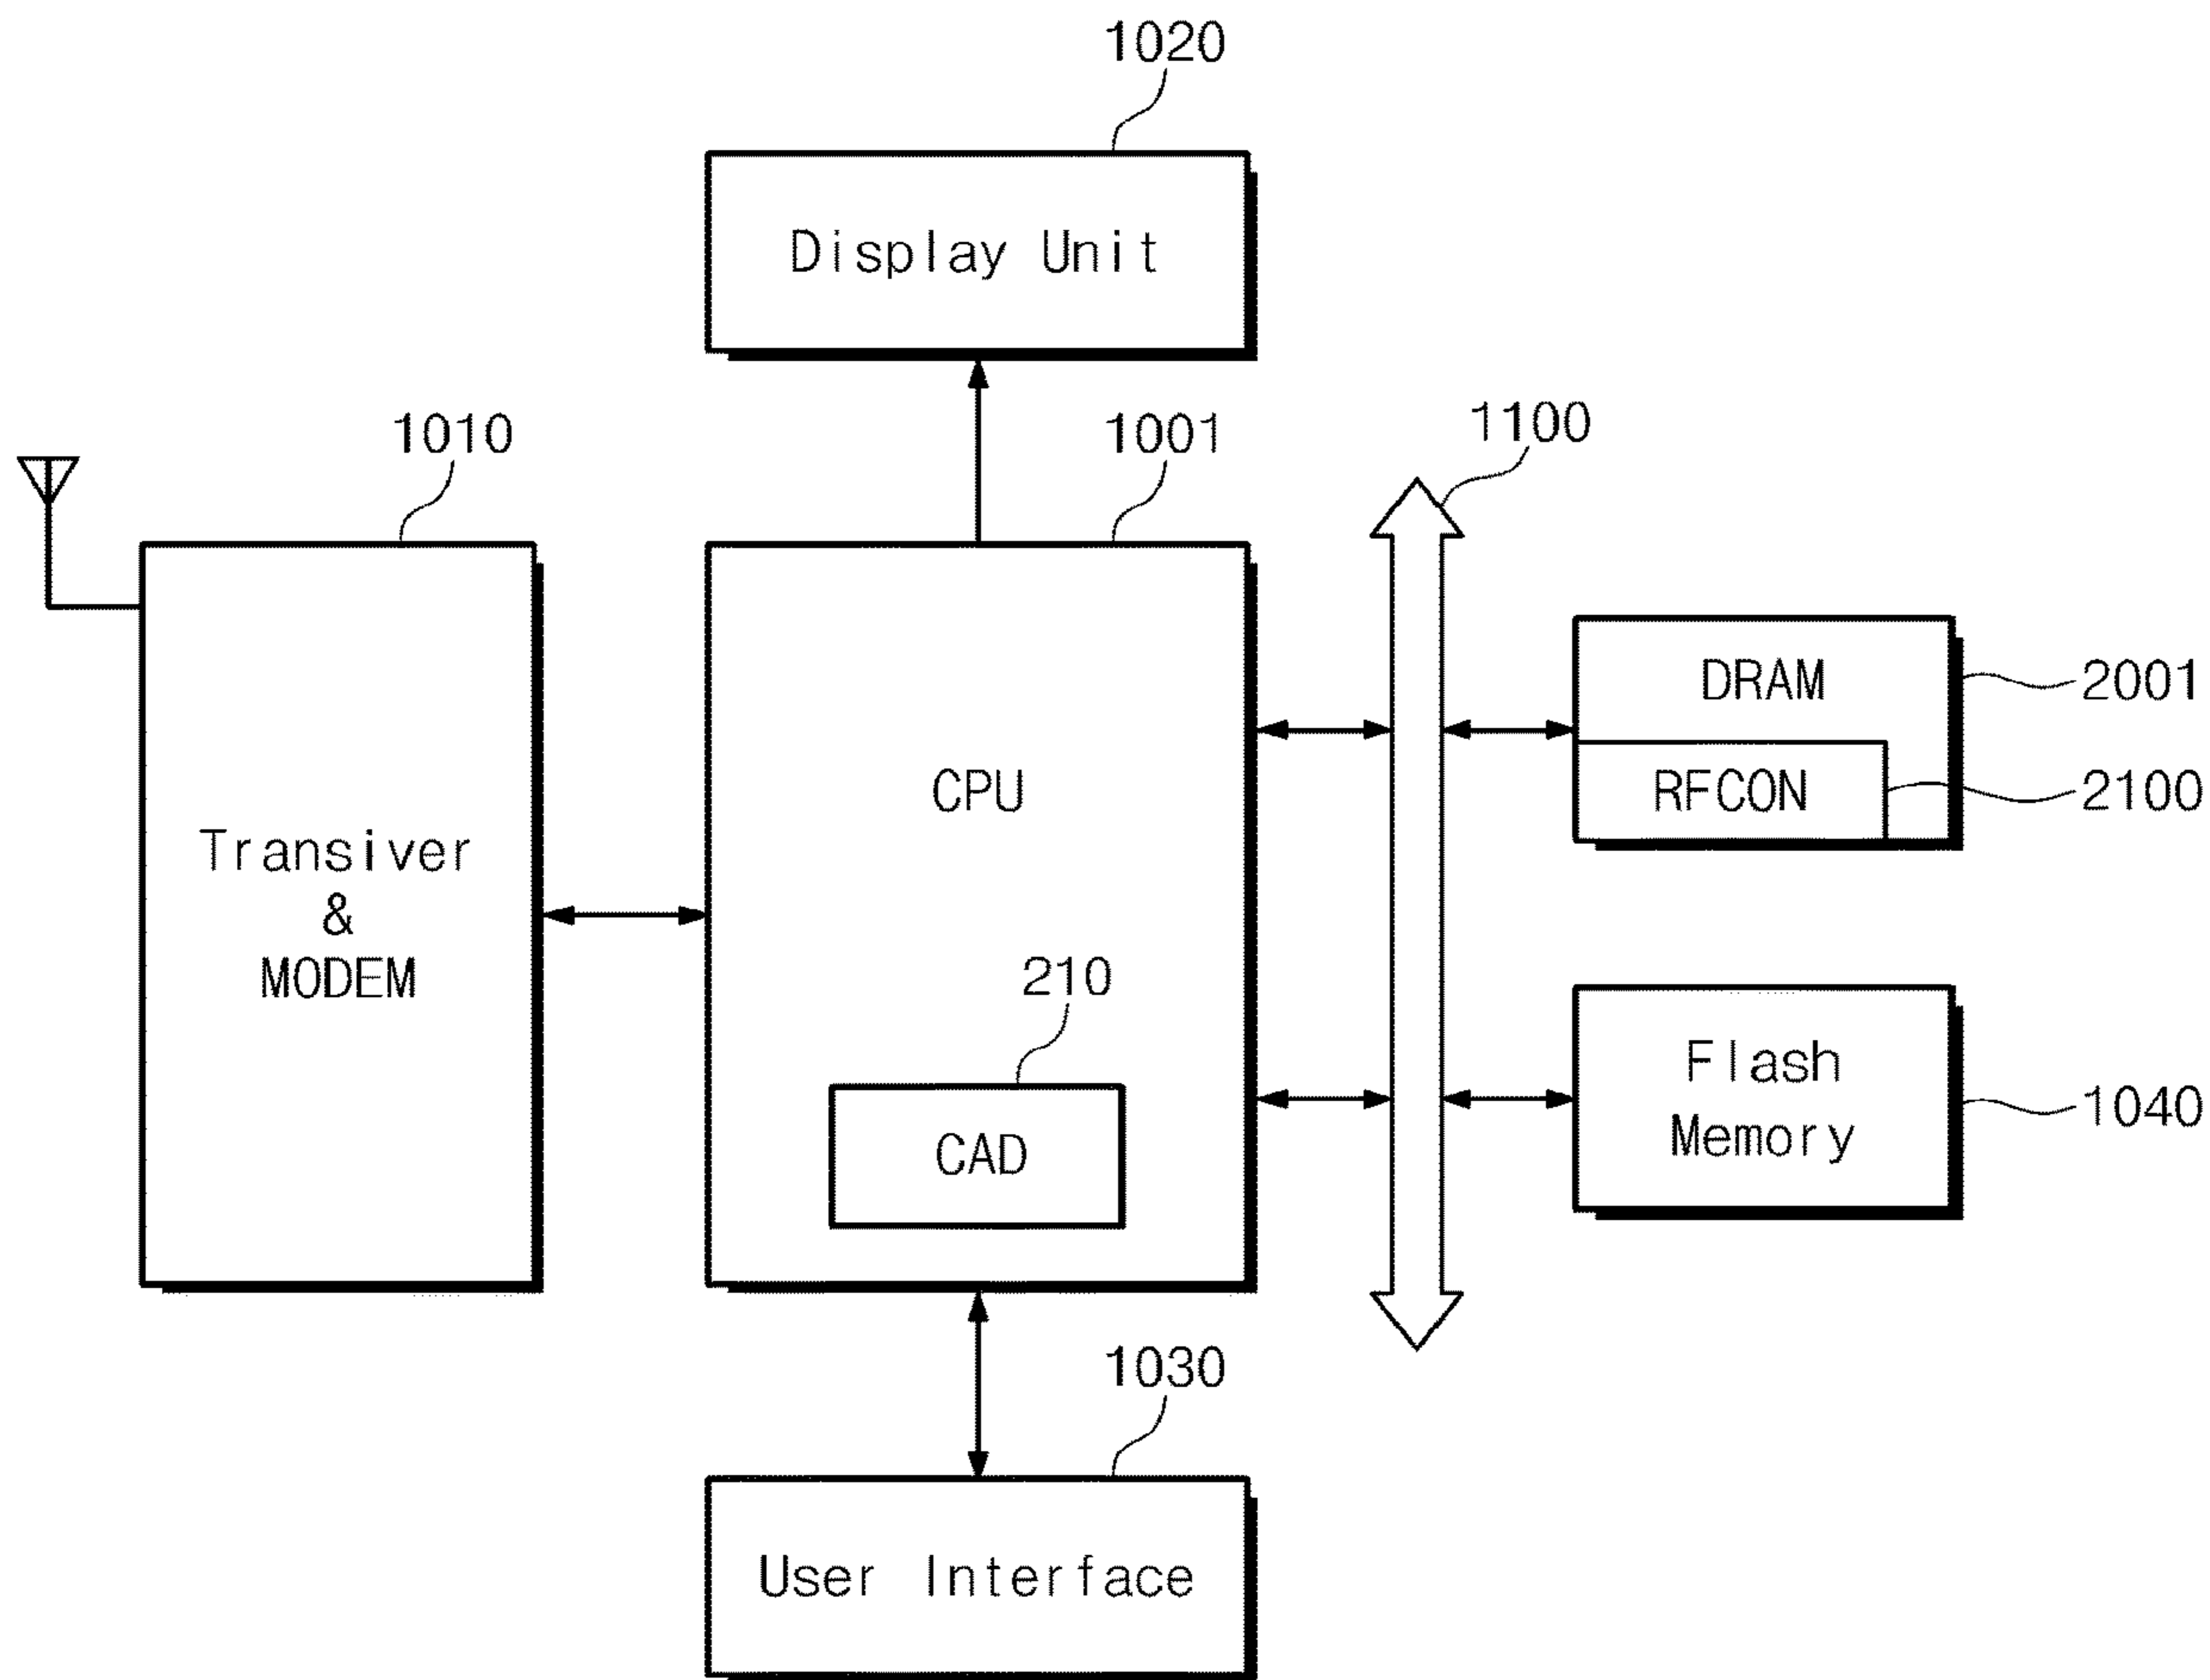 1020
Display Unit
1010
1001
1100
Transiver
&
MODEM
CPU
210
CAD
DRAM
2001
RFCON
2100
Flash
Memory
1040
1030
User Interface